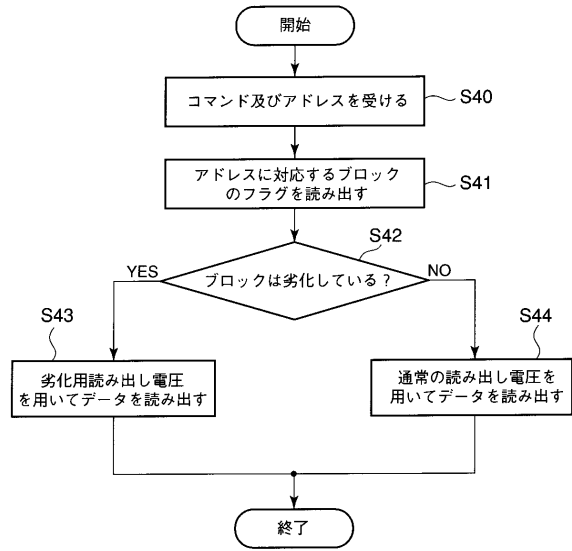 開始
コマンド及びアドレスを受ける
S40
アドレスに対応するブロック
のフラグを読み出す
S41
S42
ブロックは劣化している？
YES
NO
S43
劣化用読み出し電圧
を用いてデータを読み出す
S44
通常の読み出し電圧を
用いてデータを読み出す
終了